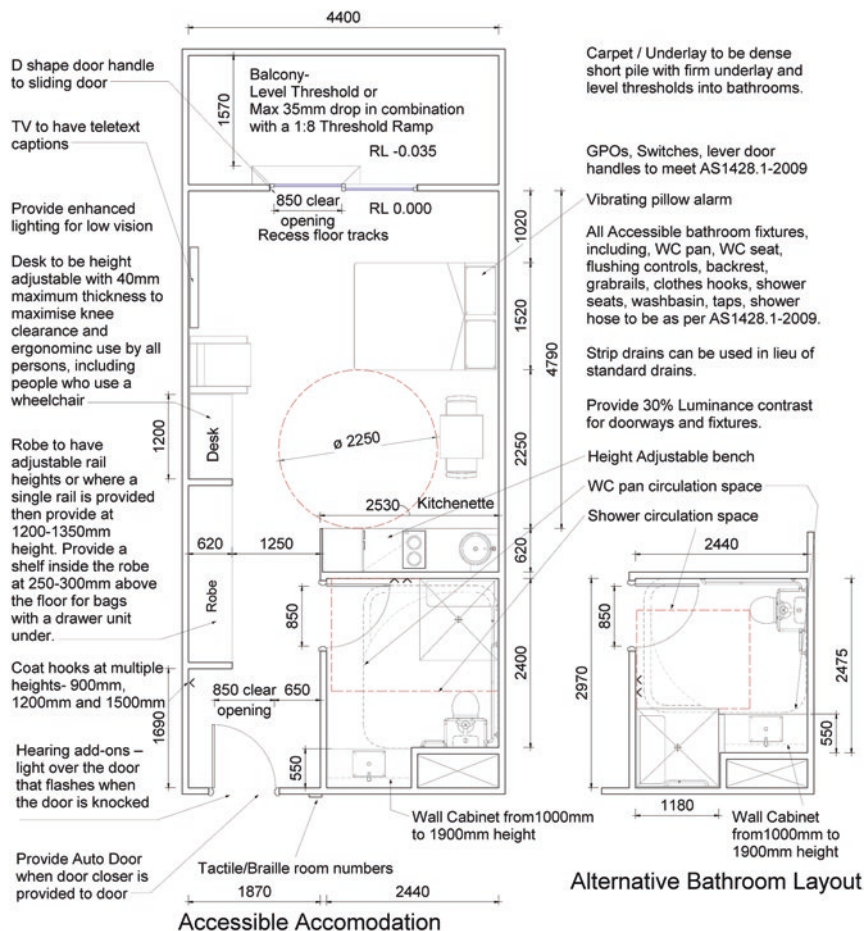 4400
D shape door handle
to sliding door
TV to have teletext
captions
Provide enhanced
lighting for low vision
Desk to be height
adjustable with 40mm
maximum thickness to
maximise knee
clearance and
ergonominc use by all
persons, including
people who use a
wheelchair
Robe to have
adjustable rail
heights or where a
single rail is provided
then provide at
1200-1350mm
height. Provide a
shelf inside the robe
at 250-300mm above
the floor for bags
with a drawer unit
under.
Coat hooks at multiple
heights- 900mm,
1200mm and 1500mm
Hearing add-ons –
light over the door
that flashes when
the door is knocked
Provide Auto Door
when door closer is
provided to door
1570
Balcony-
Level Threshold or
Max 35mm drop in combination
with a 1:8 Threshold Ramp
RL -0.035
850 clear
opening
RL 0.000
Recess floor tracks
1020
1520
4790
2250
1200
Desk
ø 2250
2530
Kitchenette
620
1250
620
Robe
850
2400
850 clear
opening
650
1690
550
Wall Cabinet from1000mm
to 1900mm height
Tactile/Braille room numbers
1870
2440
Accessible Accomodation
Carpet / Underlay to be dense
short pile with firm underlay and
level thresholds into bathrooms.
GPOs, Switches, lever door
handles to meet AS1428.1-2009
Vibrating pillow alarm
All Accessible bathroom fixtures,
including, WC pan, WC seat,
flushing controls, backrest,
grabrails, clothes hooks, shower
seats, washbasin, taps, shower
hose to be as per AS1428.1-2009.
Strip drains can be used in lieu of
standard drains.
Provide 30% Luminance contrast
for doorways and fixtures.
Height Adjustable bench
WC pan circulation space
Shower circulation space
2440
850
2970
2475
550
1180
Wall Cabinet
from1000mm to
1900mm height
Alternative Bathroom Layout